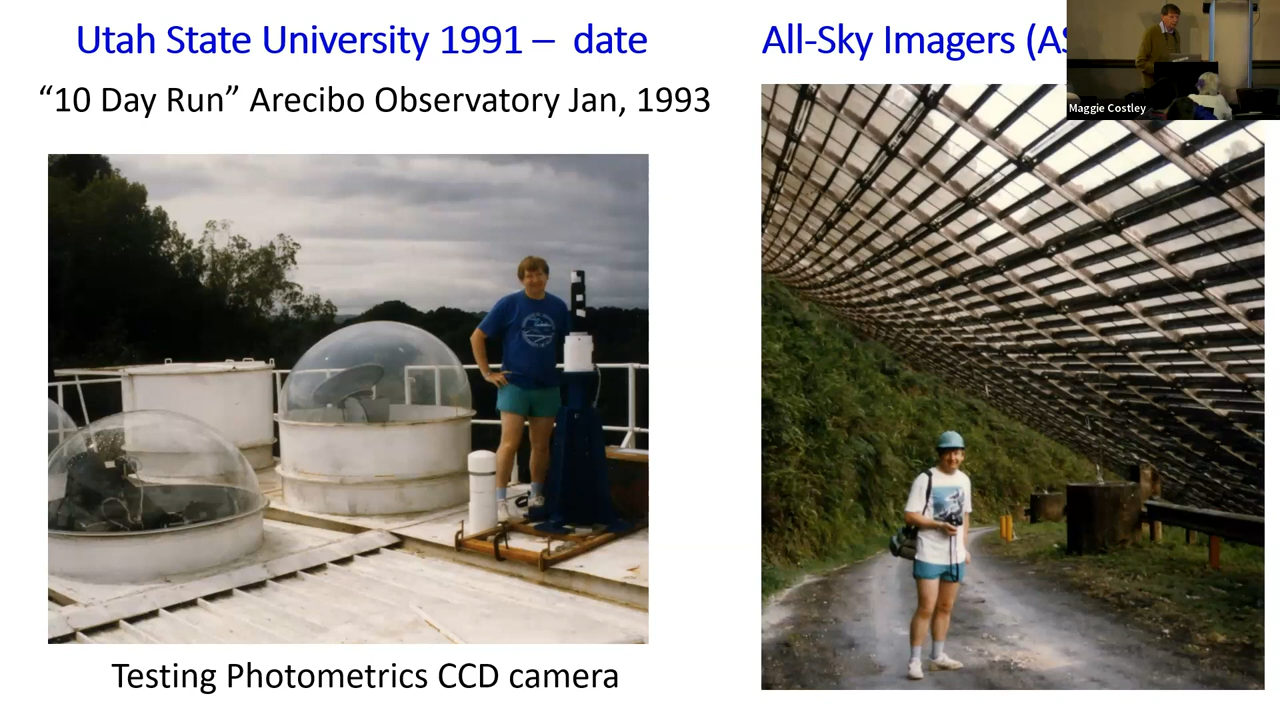 Utah State University 1991 – date
All-Sky Imagers (AS
“10 Day Run” Arecibo Observatory Jan, 1993
Maggie Costley
Testing Photometrics CCD camera